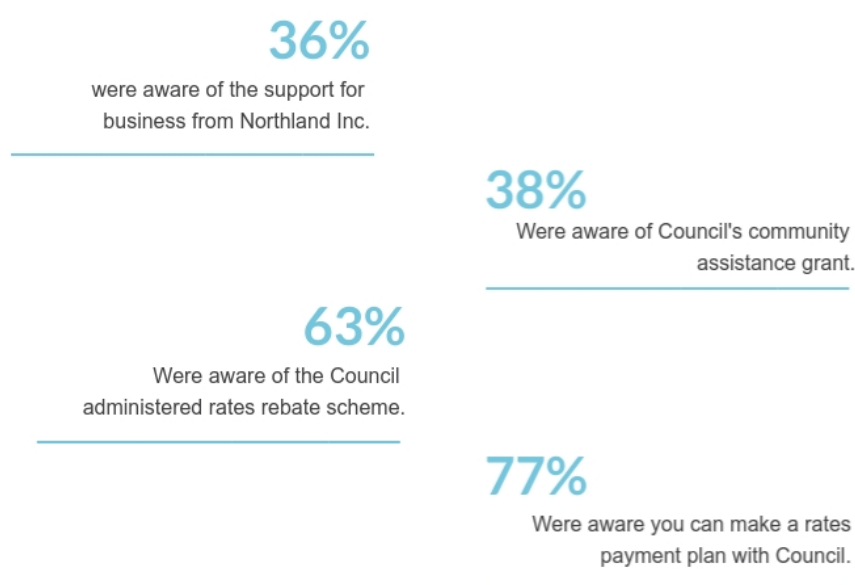 36%
were aware of the support for
business from Northland Inc.
38%
Were aware of Council's community
assistance grant.
63%
Were aware of the Council
administered rates rebate scheme.
77%
Were aware you can make a rates
payment plan with Council.